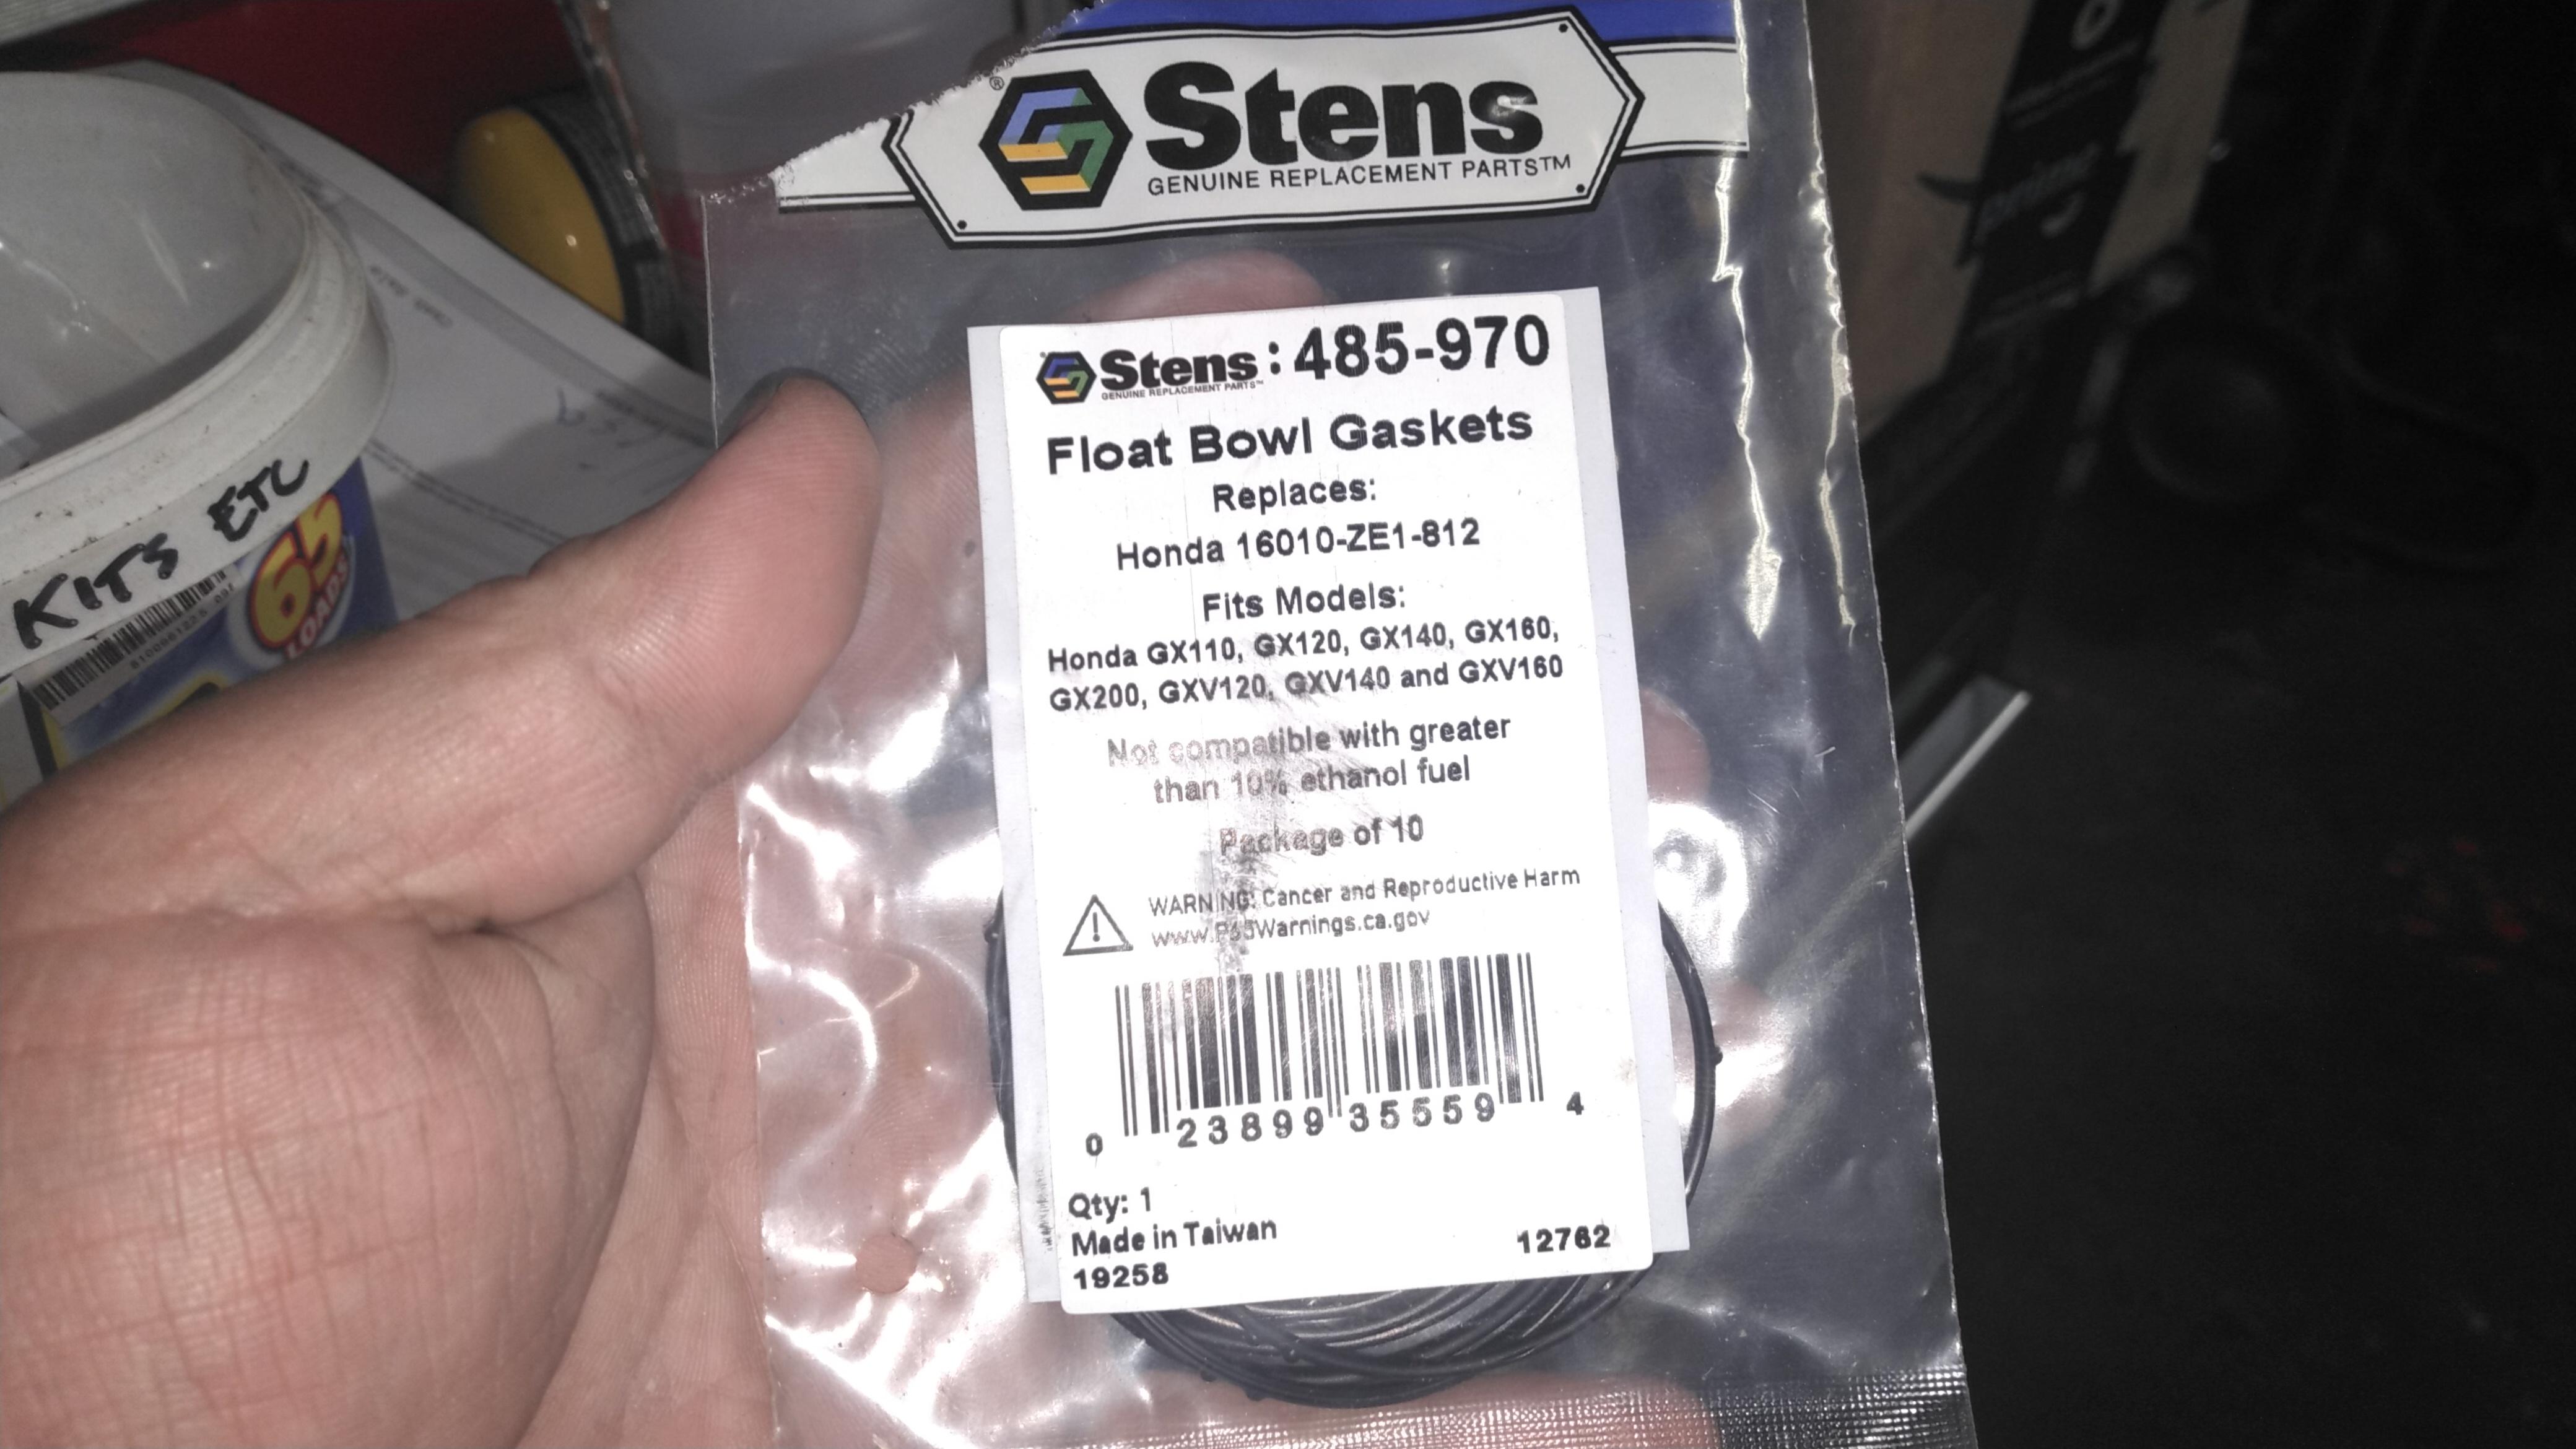 Stens
®
GENUINE REPLACEMENT PARTS™
Stens : 485-970
GENUINE REPLACEMENT PARTS™
Float Bowl Gaskets
Replaces:
Honda 16010-ZE1-812
Fits Models:
Honda GX110, GX120, GX140, GX160,
GX200, GXV120, GXV140 and GXV160
Not compatible with greater
than 10% ethanol fuel
Package of 10
WARNING: Cancer and Reproductive Harm
www.P65Warnings.ca.gov
0 23899 35559 4
Qty: 1
Made in Taiwan
19258
12762
KITS ETC
65
LOADS